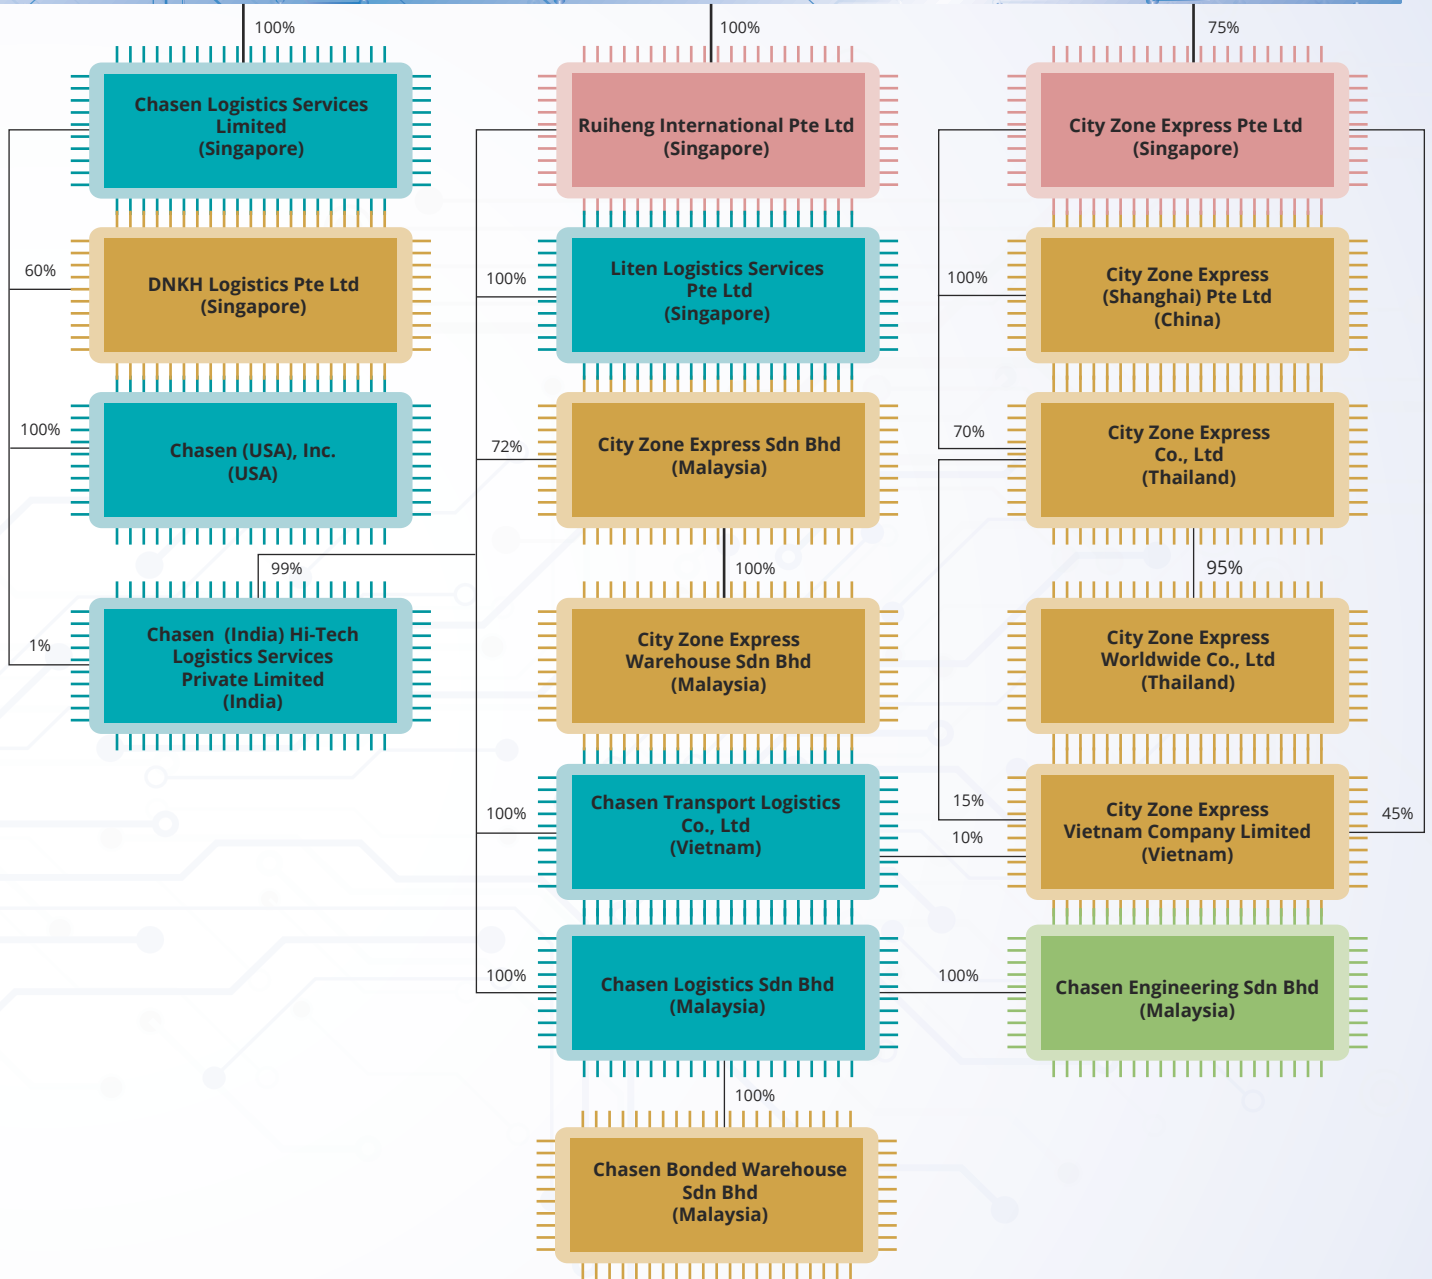 100%
100%
75%
Chasen Logistics Services
Limited
(Singapore)
Ruiheng International Pte Ltd
(Singapore)
City Zone Express Pte Ltd
(Singapore)
60%
DNKH Logistics Pte Ltd
(Singapore)
100%
Liten Logistics Services
Pte Ltd
(Singapore)
100%
City Zone Express
(Shanghai) Pte Ltd
(China)
100%
Chasen (USA), Inc.
(USA)
72%
City Zone Express Sdn Bhd
(Malaysia)
70%
City Zone Express
Co., Ltd
(Thailand)
99%
100%
95%
1%
Chasen (India) Hi-Tech
Logistics Services
Private Limited
(India)
City Zone Express
Warehouse Sdn Bhd
(Malaysia)
City Zone Express
Worldwide Co., Ltd
(Thailand)
100%
Chasen Transport Logistics
Co., Ltd
(Vietnam)
15%
10%
City Zone Express
Vietnam Company Limited
(Vietnam)
45%
100%
Chasen Logistics Sdn Bhd
(Malaysia)
100%
Chasen Engineering Sdn Bhd
(Malaysia)
100%
Chasen Bonded Warehouse
Sdn Bhd
(Malaysia)